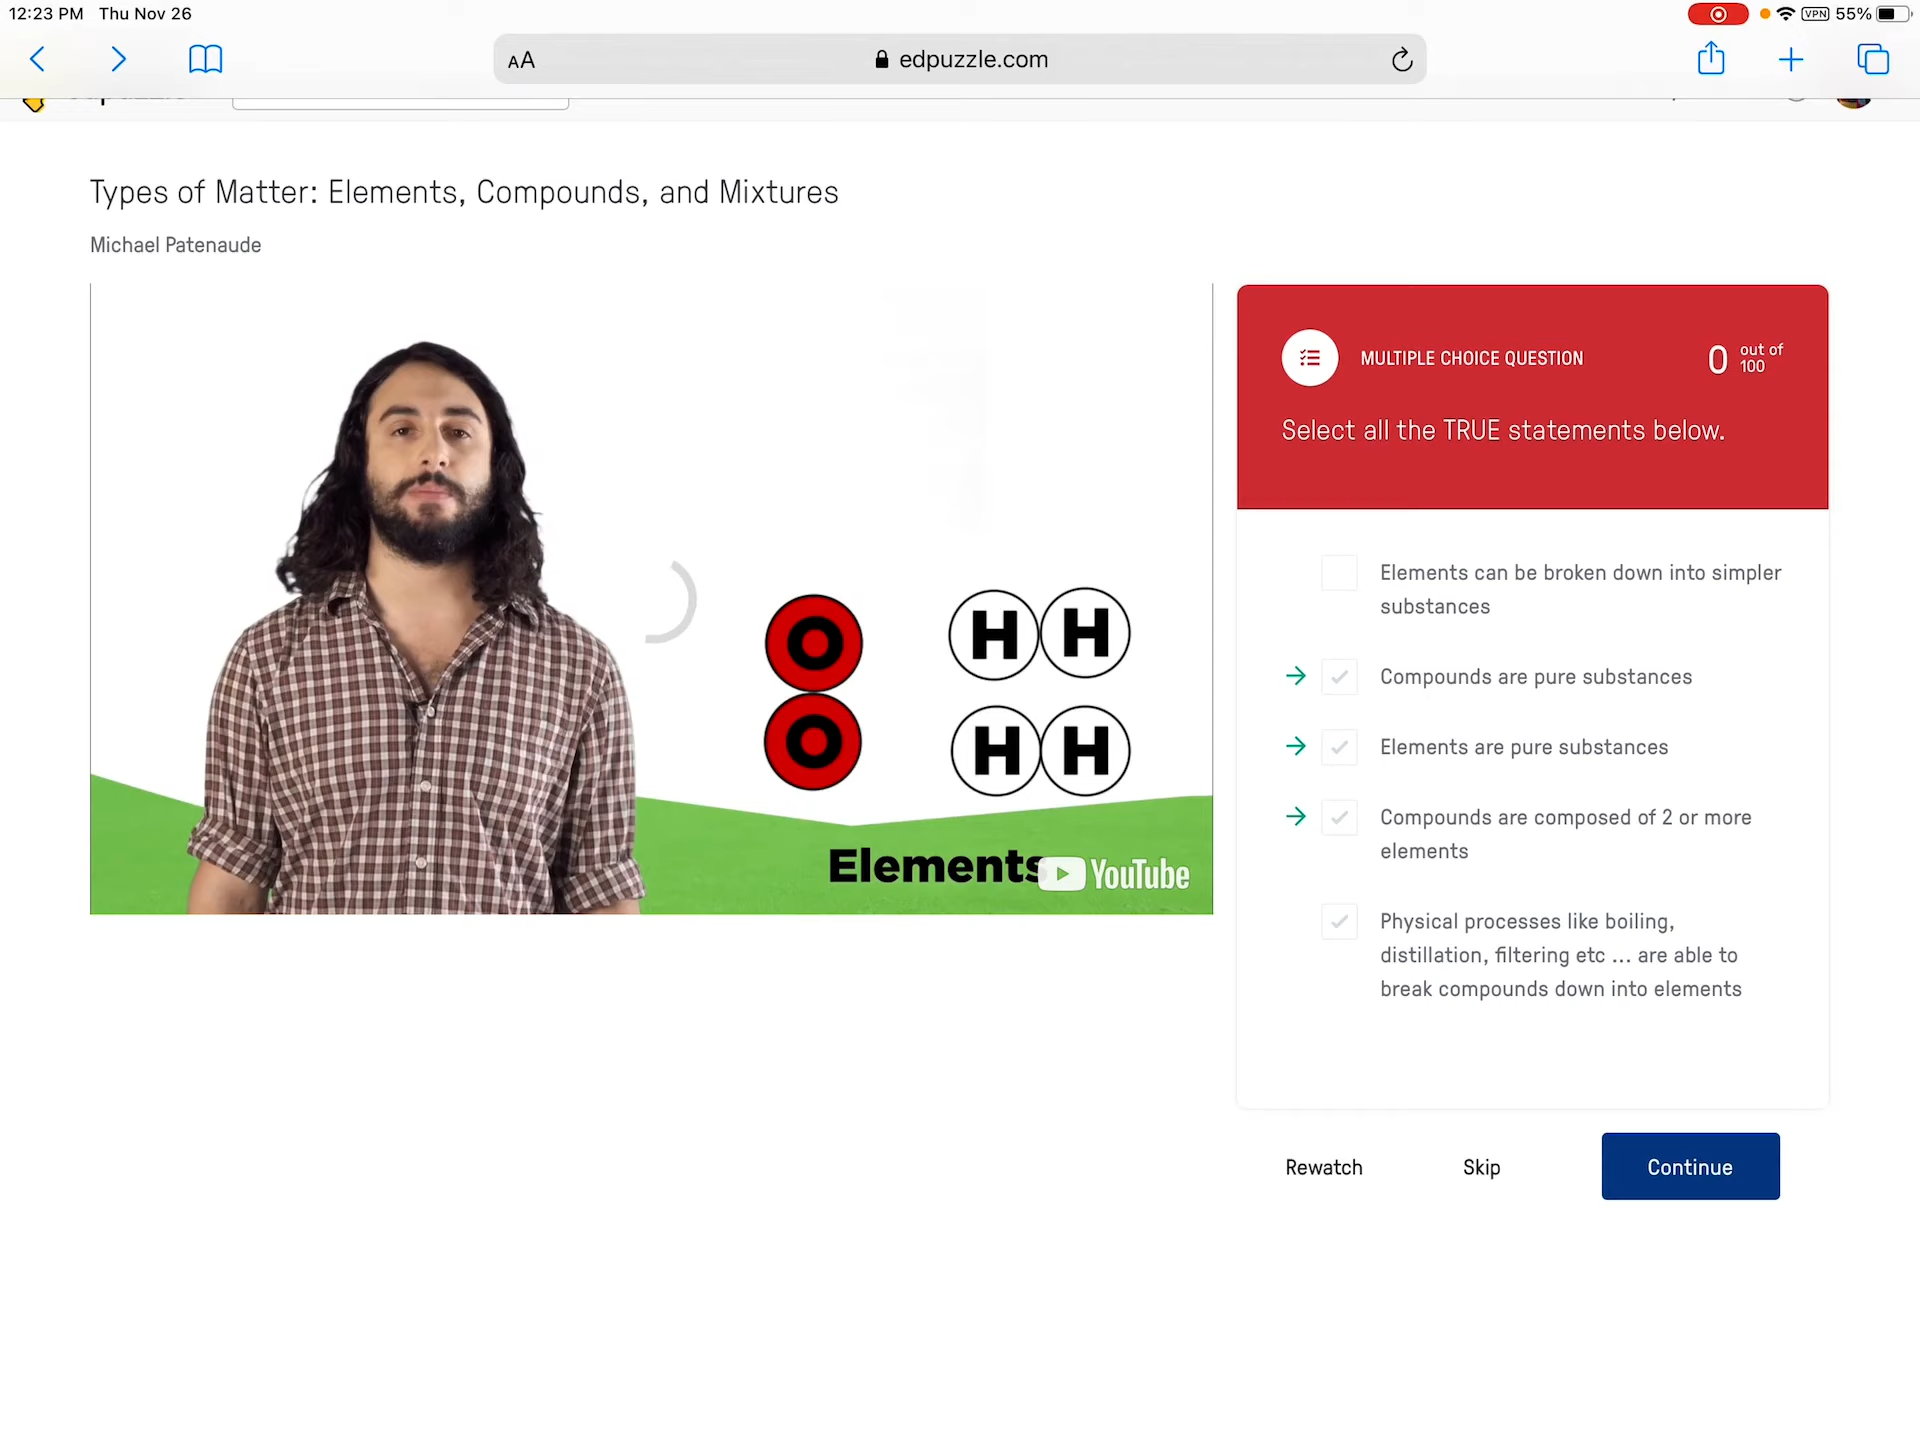 12:23 PM Thu Nov 26
VPN 55%
AA
edpuzzle.com
Types of Matter: Elements, Compounds, and Mixtures
Michael Patenaude
O
H H
O
H H
Elements
YouTube
MULTIPLE CHOICE QUESTION
0 out of 100
Select all the TRUE statements below.
Elements can be broken down into simpler
substances
Compounds are pure substances
Elements are pure substances
Compounds are composed of 2 or more
elements
Physical processes like boiling,
distillation, filtering etc ... are able to
break compounds down into elements
Rewatch
Skip
Continue